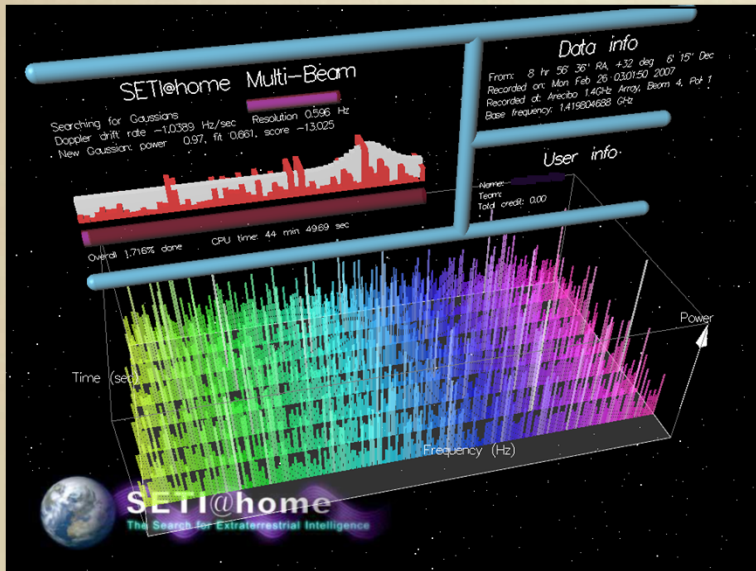 SETI@home Multi-Beam
Searching for Gaussians
Doppler drift rate -1.0389 Hz/sec Resolution 0.596 Hz
New Gaussian: power 0.97, fit 0.661, score -13.025
Overall 1.716% done CPU time: 44 min 49.69 sec
Data info
From: 8 hr 56' 36" RA, +32 deg 6' 15" Dec
Recorded on: Mon Feb 26 03:01:50 2007
Recorded at: Arecibo 1.4GHz Array, Beam 4, Pol 1
Base frequency: 1.419804688 GHz
User info
Name:
Team:
Total credit: 0.00
Power
Time (sec)
Frequency (Hz)
SETI@home
The Search for Extraterrestrial Intelligence